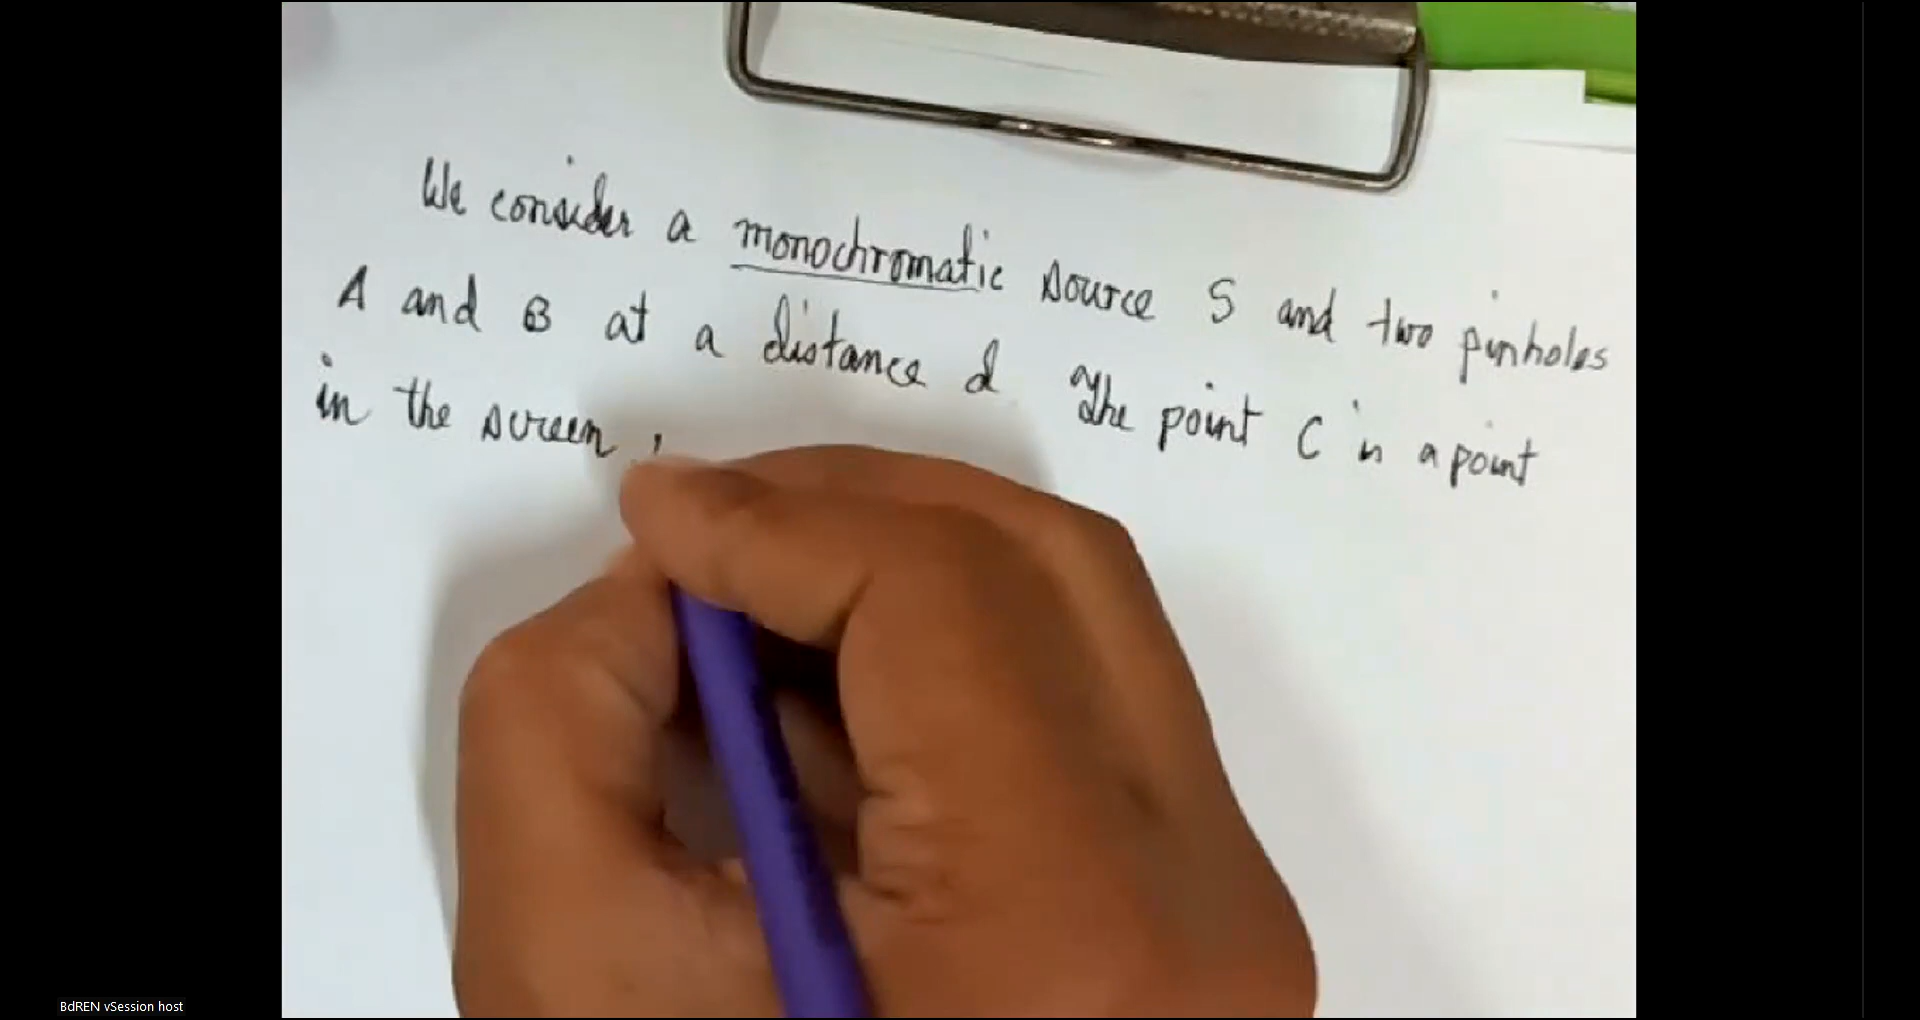 We consider a monochromatic source S and two pinholes
A and B at a distance d The point C is a point
in the screen,
BdREN vSession host